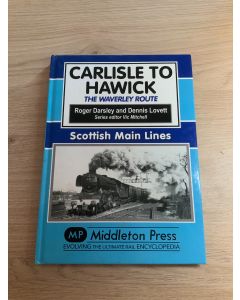 CARLISLE TO
HAWICK
THE WAVERLEY ROUTE
Roger Darsley and Dennis Lovett
Series editor Vic Mitchell
Scottish Main Lines
MP Middleton Press
EVOLVING THE ULTIMATE RAIL ENCYCLOPEDIA